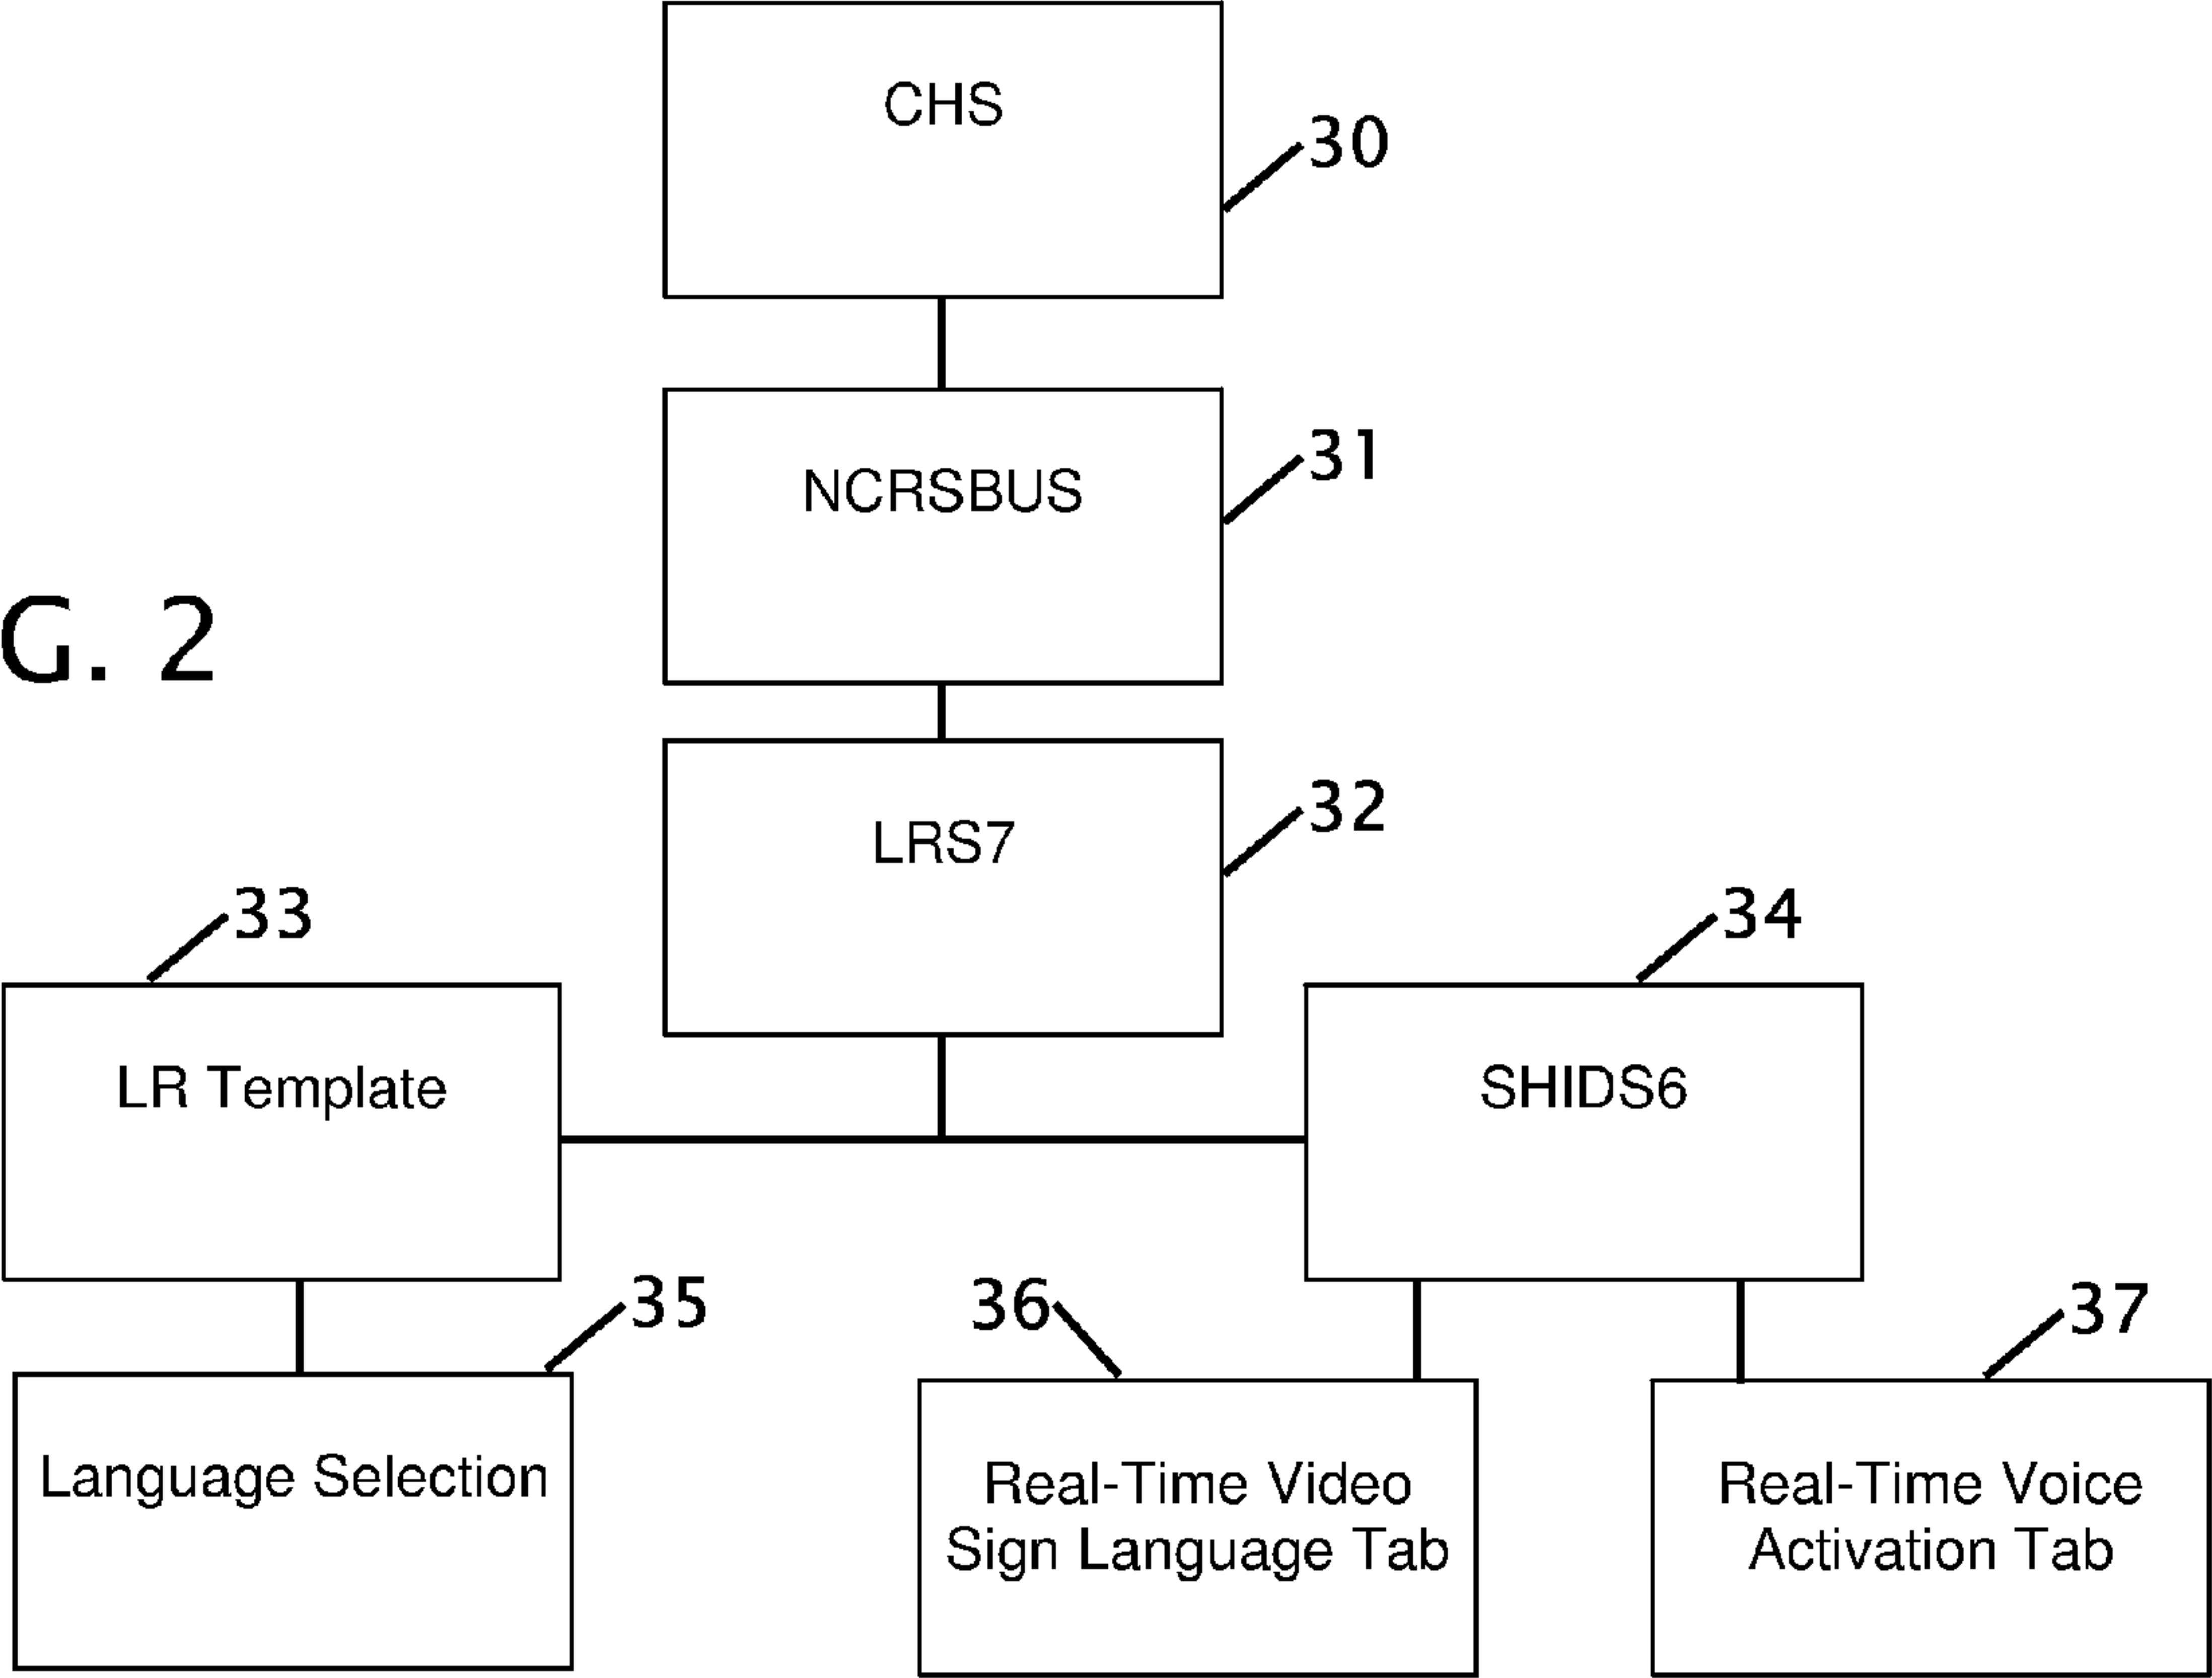 CHS
30
NCRSBUS
31
G. 2
LRS7
32
33
34
LR Template
SHIDS6
35
36
37
Language Selection
Real-Time Video
Sign Language Tab
Real-Time Voice
Activation Tab